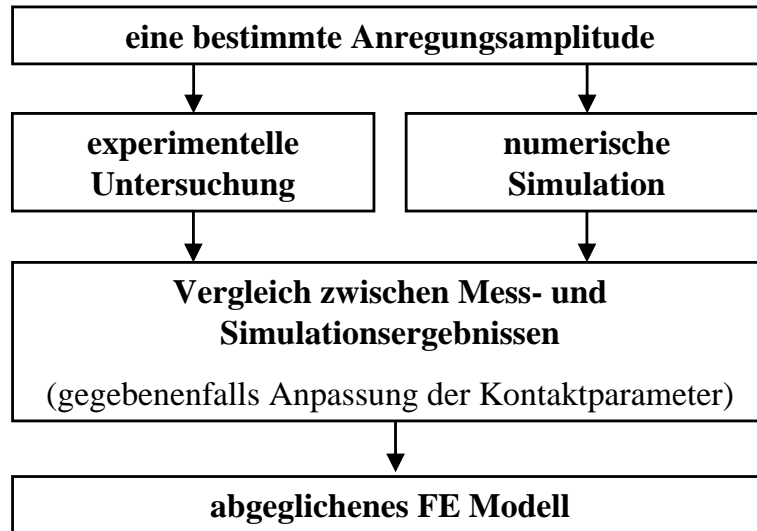 eine bestimmte Anregungsamplitude
experimentelle
Untersuchung
numerische
Simulation
Vergleich zwischen Mess- und
Simulationsergebnissen
(gegebenenfalls Anpassung der Kontaktparameter)
abgeglichenes FE Modell